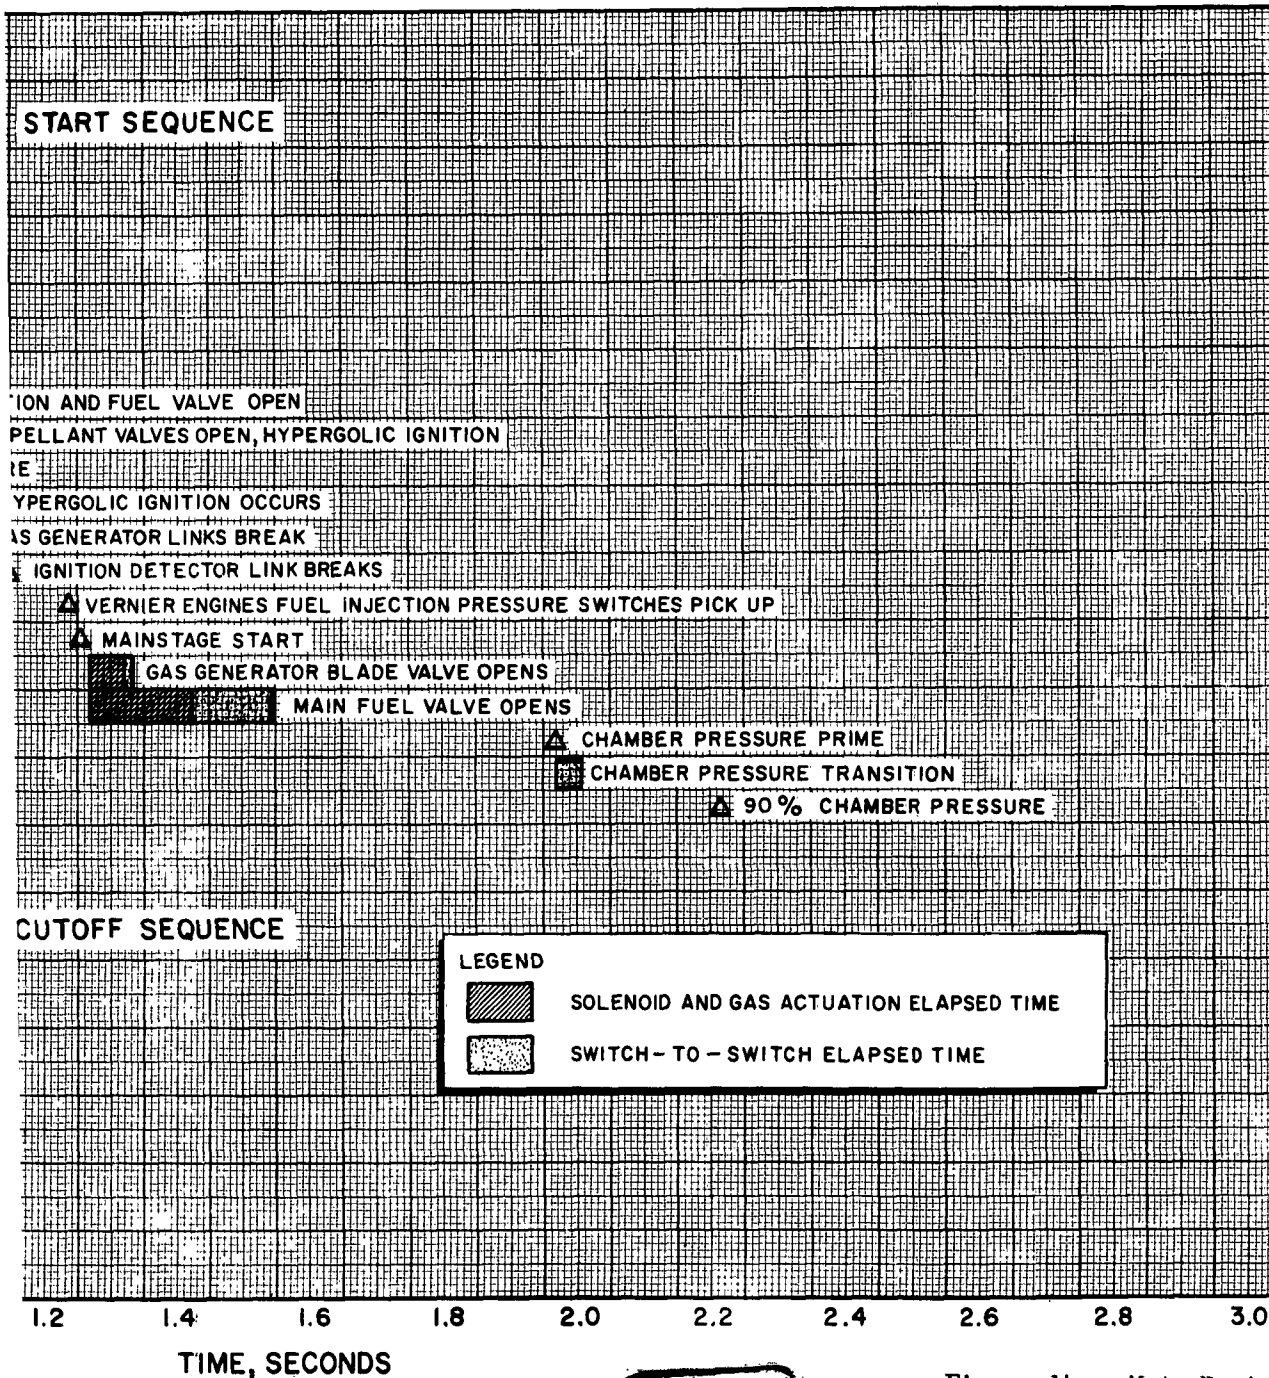 START SEQUENCE
TION AND FUEL VALVE OPEN
PELLANT VALVES OPEN, HYPERGOLIC IGNITION
RE
YPERGOLIC IGNITION OCCURS
AS GENERATOR LINKS BREAK
IGNITION DETECTOR LINK BREAKS
VERNIER ENGINES FUEL INJECTION PRESSURE SWITCHES PICK UP
MAINSTAGE START
GAS GENERATOR BLADE VALVE OPENS
MAIN FUEL VALVE OPENS
CHAMBER PRESSURE PRIME
CHAMBER PRESSURE TRANSITION
90% CHAMBER PRESSURE
CUTOFF SEQUENCE
LEGEND
SOLENOID AND GAS ACTUATION ELAPSED TIME
SWITCH-TO-SWITCH ELAPSED TIME
1.2 1.4 1.6 1.8 2.0 2.2 2.4 2.6 2.8 3.0
TIME, SECONDS